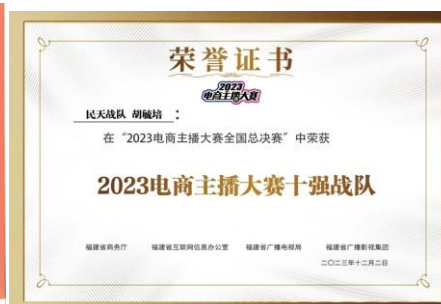 荣誉证书
2023
电商主播大赛
民天战队 胡毓培 :
在“2023电商主播大赛全国总决赛”中荣获
2023电商主播大赛十强战队
福建省商务厅 福建省互联网信息办公室 福建省广播电视局 福建省广播影视集团
二〇二三年十二月二日